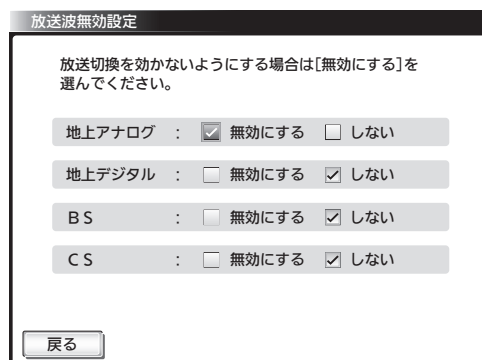 放送波無効設定
放送切換を効かないようにする場合は[無効にする]を
選んでください。
地上アナログ : 無効にする しない
地上デジタル : 無効にする しない
BS : 無効にする しない
CS : 無効にする しない
戻る